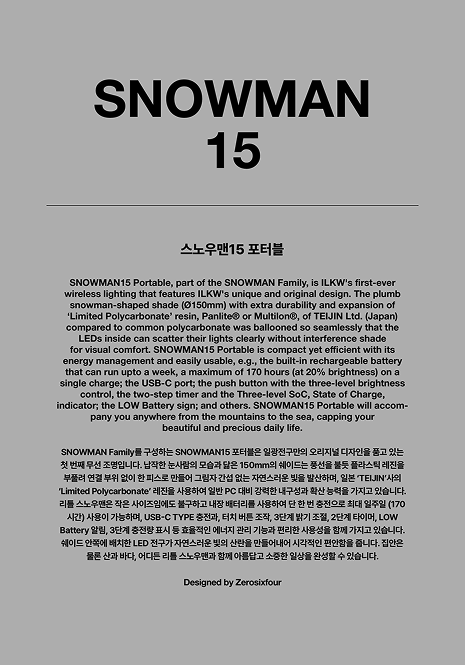 SNOWMAN
15
스노우맨15 포터블
SNOWMAN15 Portable, part of the SNOWMAN Family, is ILKW's first-ever
wireless lighting that features ILKW's unique and original design. The plumb
snowman-shaped shade (Ø150mm) with extra durability and expansion of
‘Limited Polycarbonate’ resin, Panlite® or Multilon®, of TEIJIN Ltd. (Japan)
compared to common polycarbonate was ballooned so seamlessly that the
LEDs inside can scatter their lights clearly without interference shade
for visual comfort. SNOWMAN15 Portable is compact yet efficient with its
energy management and easily usable, e.g., the built-in rechargeable battery
that can run upto a week, a maximum of 170 hours (at 20% brightness) on a
single charge; the USB-C port; the push button with the three-level brightness
control, the two-step timer and the Three-level SoC, State of Charge,
indicator; the LOW Battery sign; and others. SNOWMAN15 Portable will accom-
pany you anywhere from the mountains to the sea, capping your
beautiful and precious daily life.
SNOWMAN Family를 구성하는 SNOWMAN15 포터블은 일광전구만의 오리지널 디자인을 품고 있는
첫 번째 무선 조명입니다. 납작한 눈사람의 모습과 닮은 150mm의 쉐이드는 풍선을 불듯 플라스틱 레진을
부풀려 연결 부위 없이 한 피스로 만들어 그림자 간섭 없는 자연스러운 빛을 발산하며, 일본 ‘TEIJIN’사의
‘Limited Polycarbonate’ 레진을 사용하여 일반 PC 대비 강력한 내구성과 확산 능력을 가지고 있습니다.
리틀 스노우맨은 작은 사이즈임에도 불구하고 내장 배터리를 사용하여 단 한 번 충전으로 최대 일주일 (170
시간) 사용이 가능하며, USB-C TYPE 충전과, 터치 버튼 조작, 3단계 밝기 조절, 2단계 타이머, LOW
Battery 알림, 3단계 충전량 표시 등 효율적인 에너지 관리 기능과 편리한 사용성을 함께 가지고 있습니다.
쉐이드 안쪽에 배치한 LED 전구가 자연스러운 빛의 산란을 만들어내어 시각적인 편안함을 줍니다. 집안은
물론 산과 바다, 어디든 리틀 스노우맨과 함께 아름답고 소중한 일상을 완성할 수 있습니다.
Designed by Zerosixfour